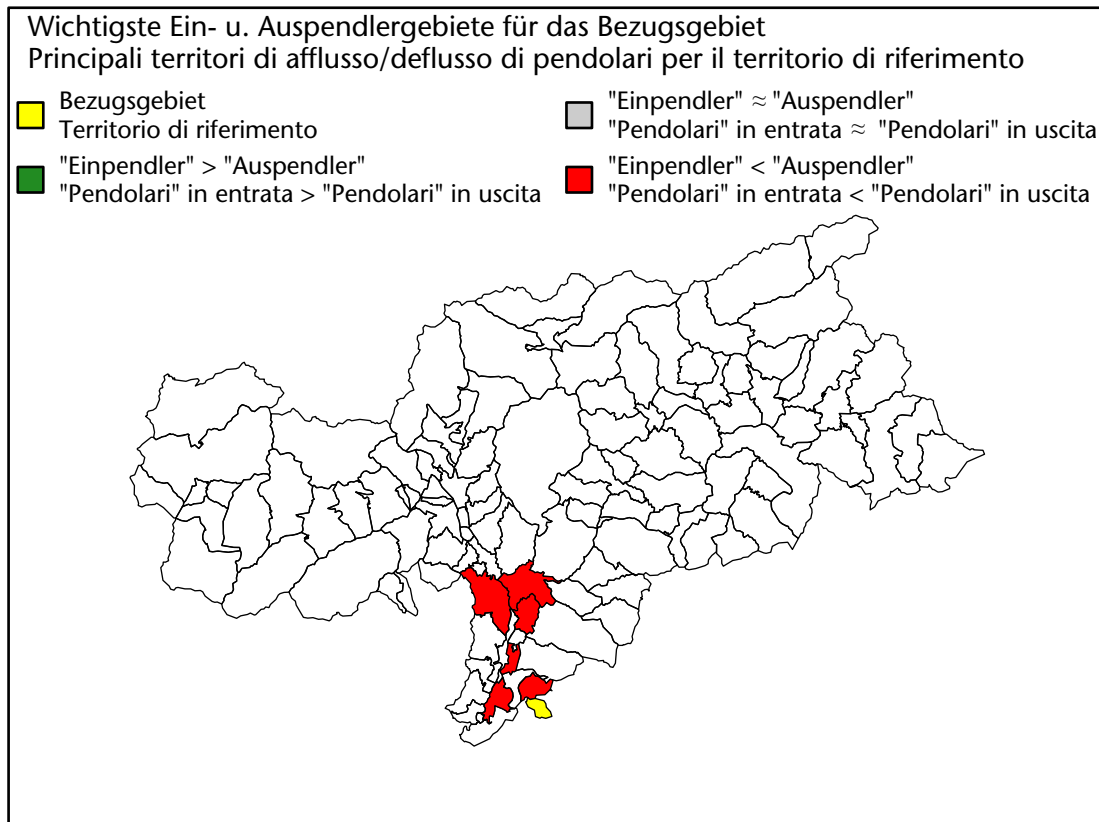 Wichtigste Ein- u. Auspendlergebiete für das Bezugsgebiet
Principali territori di afflusso/deflusso di pendolari per il territorio di riferimento
Bezugsgebiet
Territorio di riferimento
"Einpendler" > "Auspendler"
"Pendolari" in entrata > "Pendolari" in uscita
"Einpendler" ≈ "Auspendler"
"Pendolari" in entrata ≈ "Pendolari" in uscita
"Einpendler" < "Auspendler"
"Pendolari" in entrata < "Pendolari" in uscita